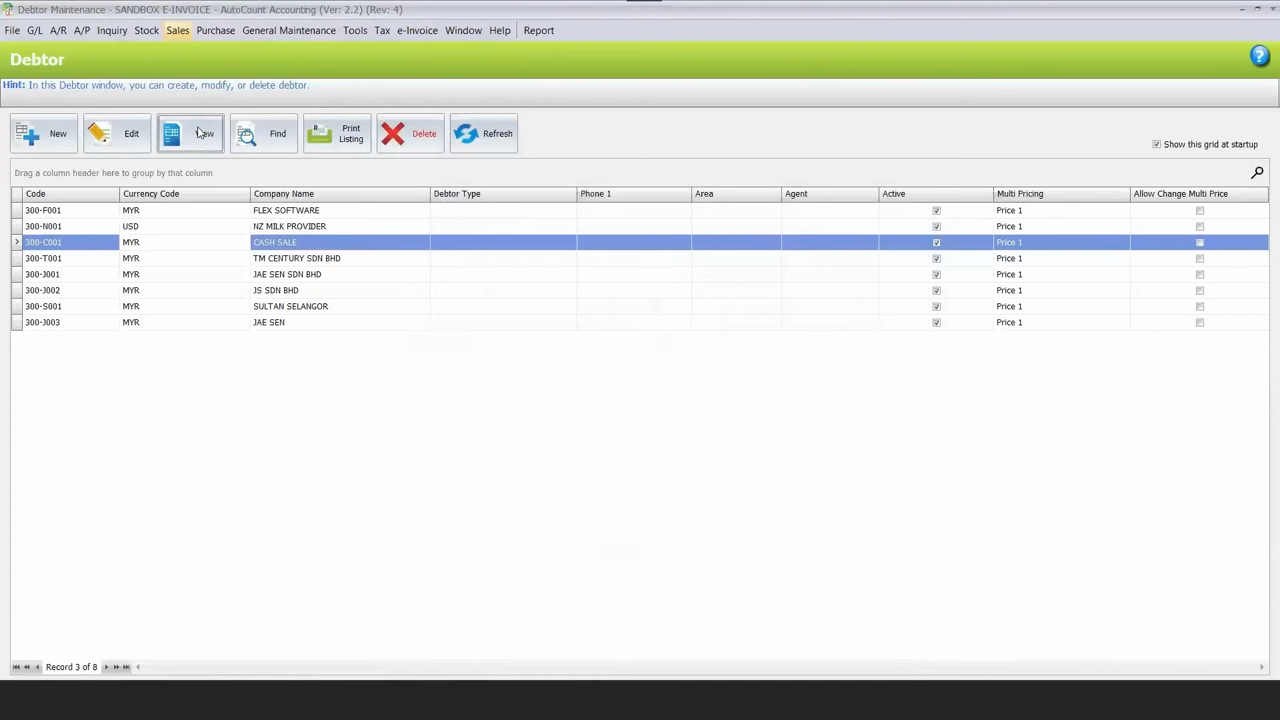 Debtor Maintenance - SANDBOX E-INVOICE - AutoCount Accounting (Ver: 2.2) (Rev: 4)
File G/L A/R A/P Inquiry Stock Sales Purchase General Maintenance Tools Tax e-Invoice Window Help Report
Debtor
Hint: In this Debtor window, you can create, modify, or delete debtor.
New Edit Find Print Listing Delete Refresh
Show this grid at startup
Drag a column header here to group by that column
Code Currency Code Company Name Debtor Type Phone 1 Area Agent Active Multi Pricing Allow Change Multi Price
300-F001 MYR FLEX SOFTWARE Price 1
300-N001 USD NZ MILK PROVIDER Price 1
300-C001 MYR CASH SALE Price 1
300-T001 MYR TM CENTURY SDN BHD Price 1
300-J001 MYR JAE SEN SDN BHD Price 1
300-J002 MYR JS SDN BHD Price 1
300-S001 MYR SULTAN SELANGOR Price 1
300-J003 MYR JAE SEN Price 1
Record 3 of 8